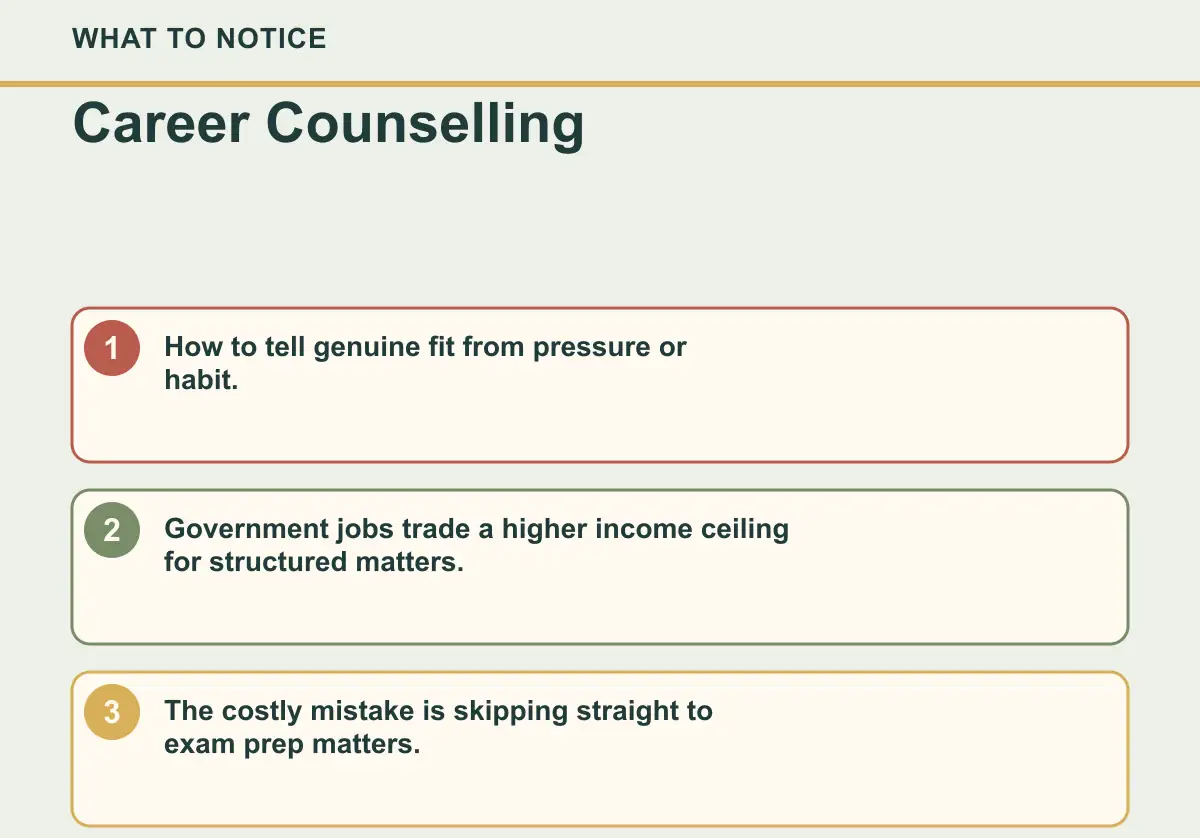 WHAT TO NOTICE
Career Counselling
1
How to tell genuine fit from pressure or
habit.
2
Government jobs trade a higher income ceiling
for structured matters.
3
The costly mistake is skipping straight to
exam prep matters.